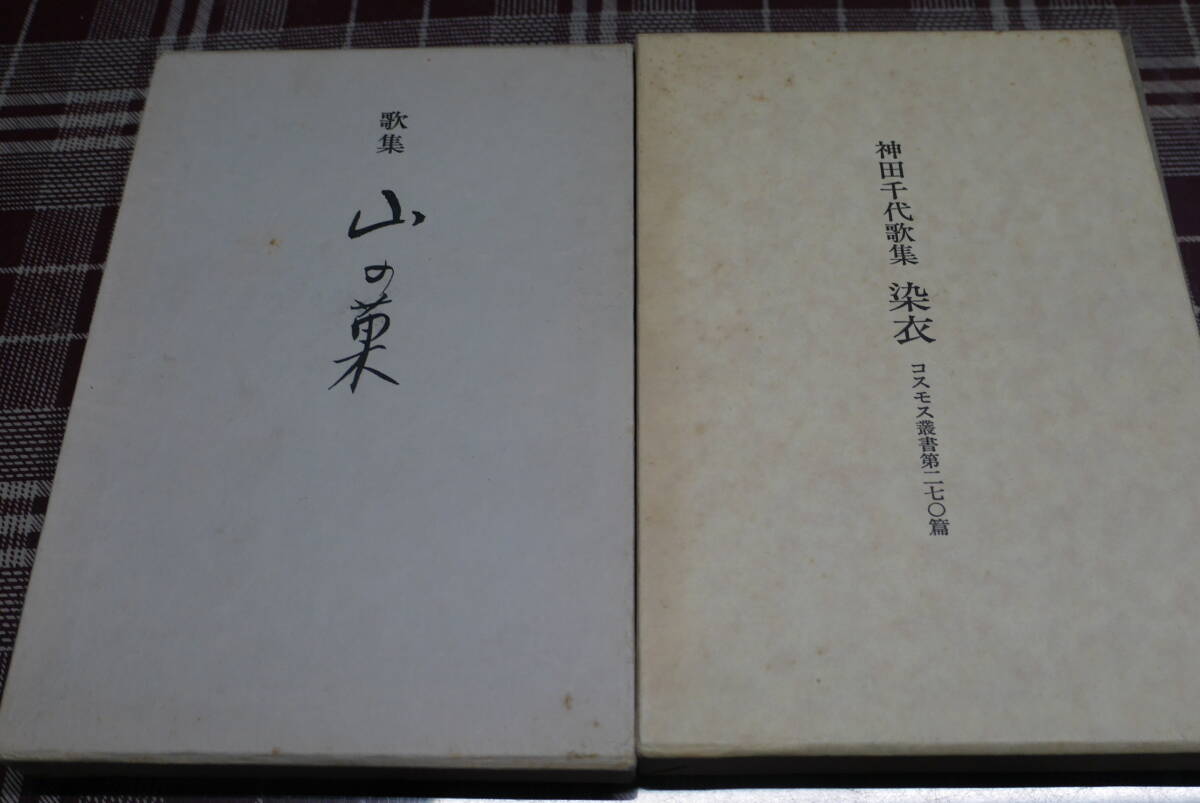 歌集
山の菓
神田千代歌集 染衣
コスモス叢書第二七〇篇